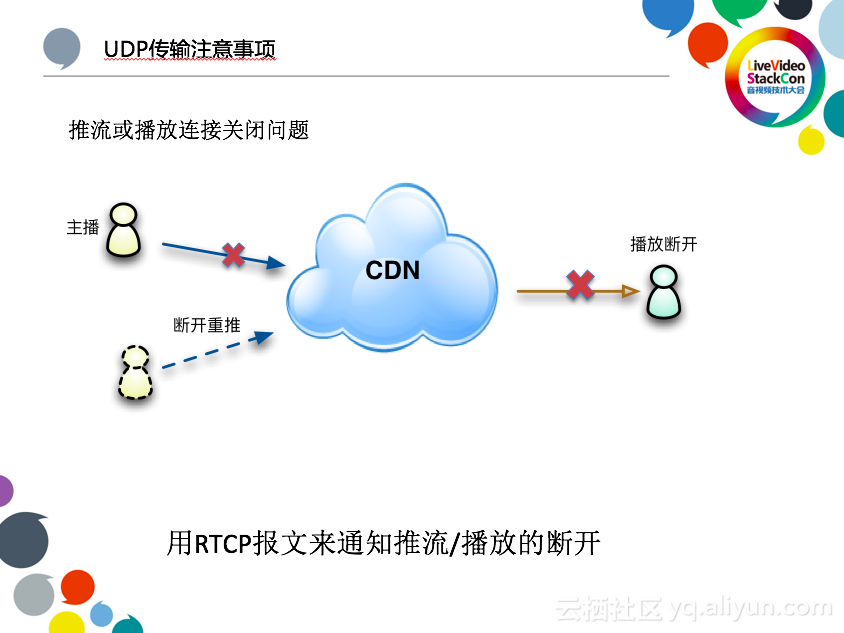 UDP传输注意事项
LiveVideo
StackCon
音视频技术大会
推流或播放连接关闭问题
主播
播放断开
CDN
断开重推
用RTCP报文来通知推流/播放的断开
云栖社区 yq.aliyun.com